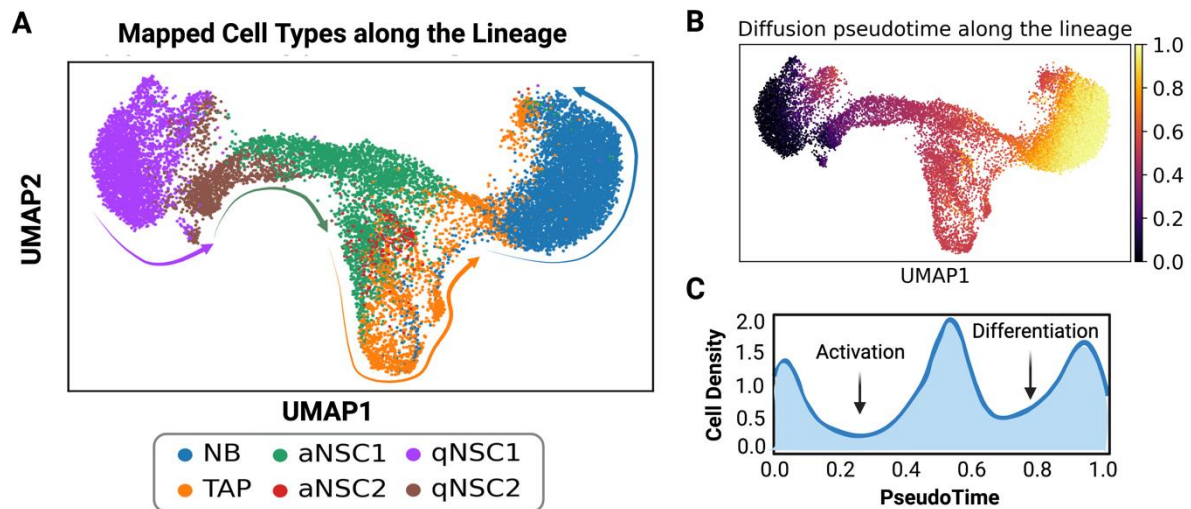 A
Mapped Cell Types along the Lineage
UMAP2
UMAP1
NB
aNSC1
qNSC1
TAP
aNSC2
qNSC2
B
Diffusion pseudotime along the lineage
1.0
0.8
0.6
0.4
0.2
0.0
UMAP1
C
2.0
1.5
1.0
0.5
0.0
Cell Density
Activation
Differentiation
0.0 0.2 0.4 0.6 0.8 1.0
PseudoTime